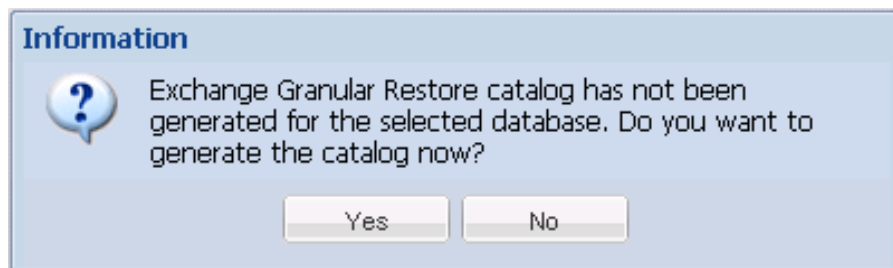 Information
Exchange Granular Restore catalog has not been
generated for the selected database. Do you want to
generate the catalog now?
Yes No